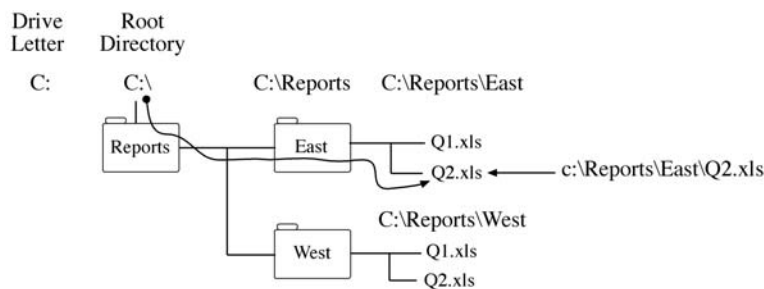 Drive Root
Letter Directory
C: C:\ C:\Reports C:\Reports\East
Reports East Q1.xls
Q2.xls c:\Reports\East\Q2.xls
C:\Reports\West
West Q1.xls
Q2.xls